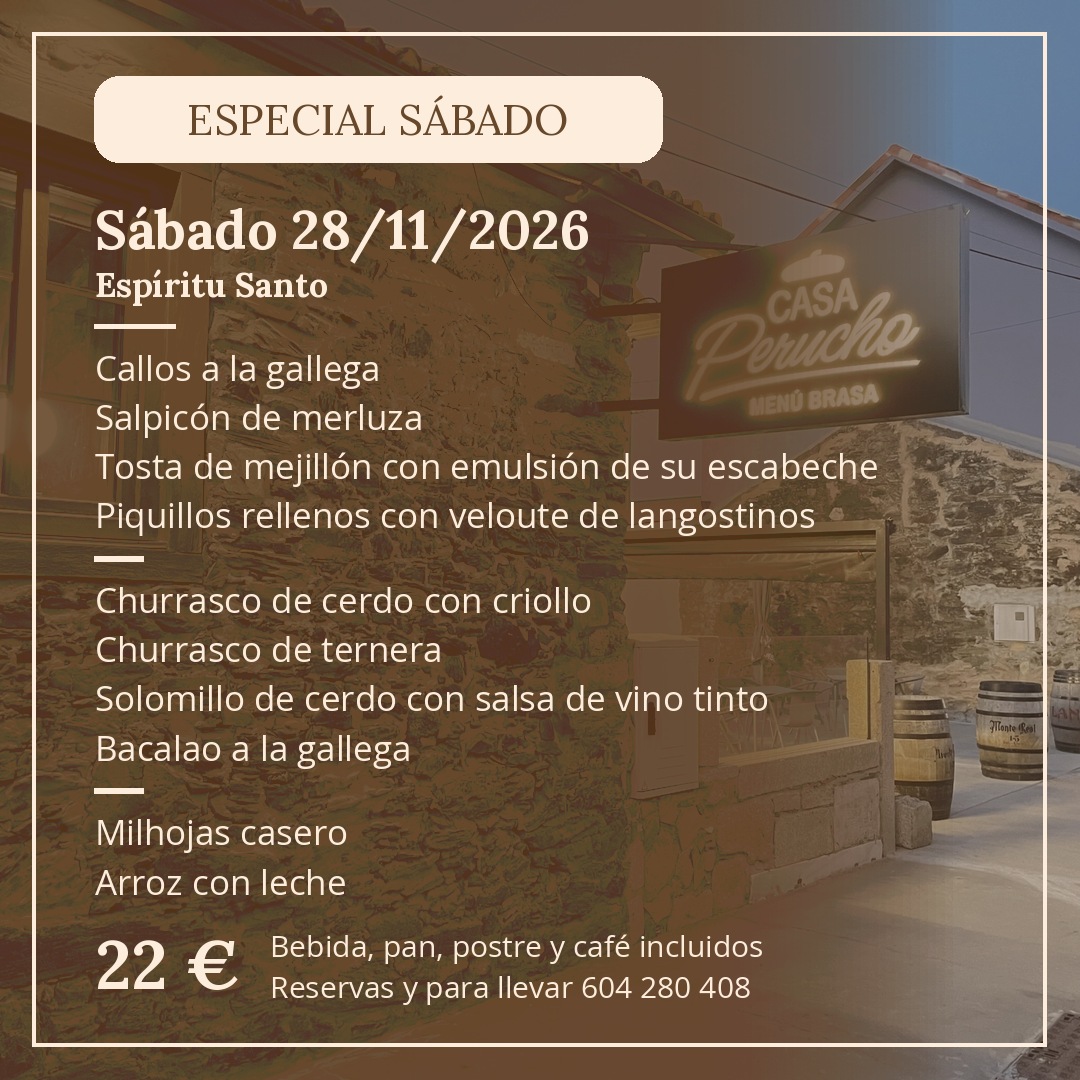 ESPECIAL SÁBADO
Sábado 28/11/2026
Espíritu Santo
CASA
Perucho
MENÚ BRASA
Callos a la gallega
Salpicón de merluza
Tosta de mejillón con emulsión de su escabeche
Piquillos rellenos con veloute de langostinos
Churrasco de cerdo con criollo
Churrasco de ternera
Solomillo de cerdo con salsa de vino tinto
Bacalao a la gallega
Monte Real
Milhojas casero
Arroz con leche
22 €
Bebida, pan, postre y café incluidos
Reservas y para llevar 604 280 408